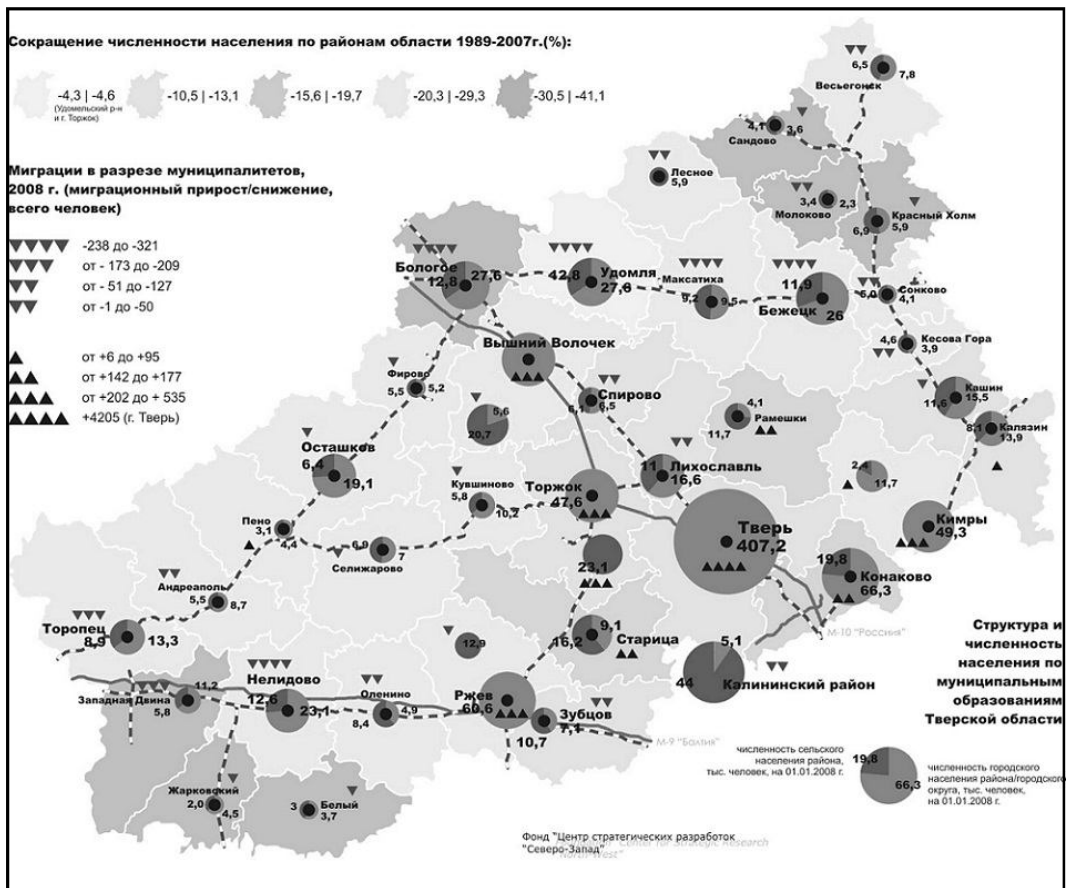 Сокращение численности населения по районам области 1989-2007г.(%):
-4,3 | -4,6
(Удомельский р-н
и г. Торжок)
-10,5 | -13,1
-15,6 | -19,7
-20,3 | -29,3
-30,5 | -41,1
Миграции в разрезе муниципалитетов,
2008 г. (миграционный прирост/снижение,
всего человек)
-238 до -321
от - 173 до -209
от - 51 до -127
от -1 до -50
от +6 до +95
от +142 до +177
от +202 до + 535
+4205 (г. Тверь)
6,5
7,8
Весьегонск
4,1
3,6
Сандово
Лесное
5,9
3,4
2,3
Молоково
Красный Холм
6,9
5,9
Бологое
12,8
27,6
42,8
Удомля
27,6
Максатиха
9,2
9,5
11,9
Бежецк
26
5,0
Сонково
4,1
4,6
Кесова Гора
3,9
Вышний Волочек
Фирово
5,5
5,2
Спирово
6,1
6,5
Кашин
11,6
15,5
8,1
Калязин
13,9
5,6
20,7
4,1
Рамешки
11,7
Осташков
6,4
19,1
11
Лихославль
16,6
2,4
11,7
Кувшиново
5,8
10,2
Торжок
47,6
Тверь
407,2
Кимры
49,3
Пено
3,1
4,4
6,9
7
Селижарово
23,1
19,8
Конаково
66,3
Андреаполь
5,5
8,7
Торопец
8,9
13,3
12,9
9,1
16,2
Старица
М-10 "Россия"
5,1
44
Калининский район
Западная Двина
11,2
5,8
Нелидово
12,6
23,1
Оленино
8,4
4,9
Ржев
60,6
Зубцов
10,7
7,1
М-9 "Балтия"
Жарковский
2,0
4,5
3
Белый
3,7
Структура и
численность
населения по
муниципальным
образованиям
Тверской области
численность сельского
населения района,
тыс. человек, на 01.01.2008 г.
19,8
66,3
численность городского
населения района/городского
округа, тыс. человек,
на 01.01.2008 г.
Фонд "Центр стратегических разработок
"Северо-Запад"
Center for Strategic Research
North-West"